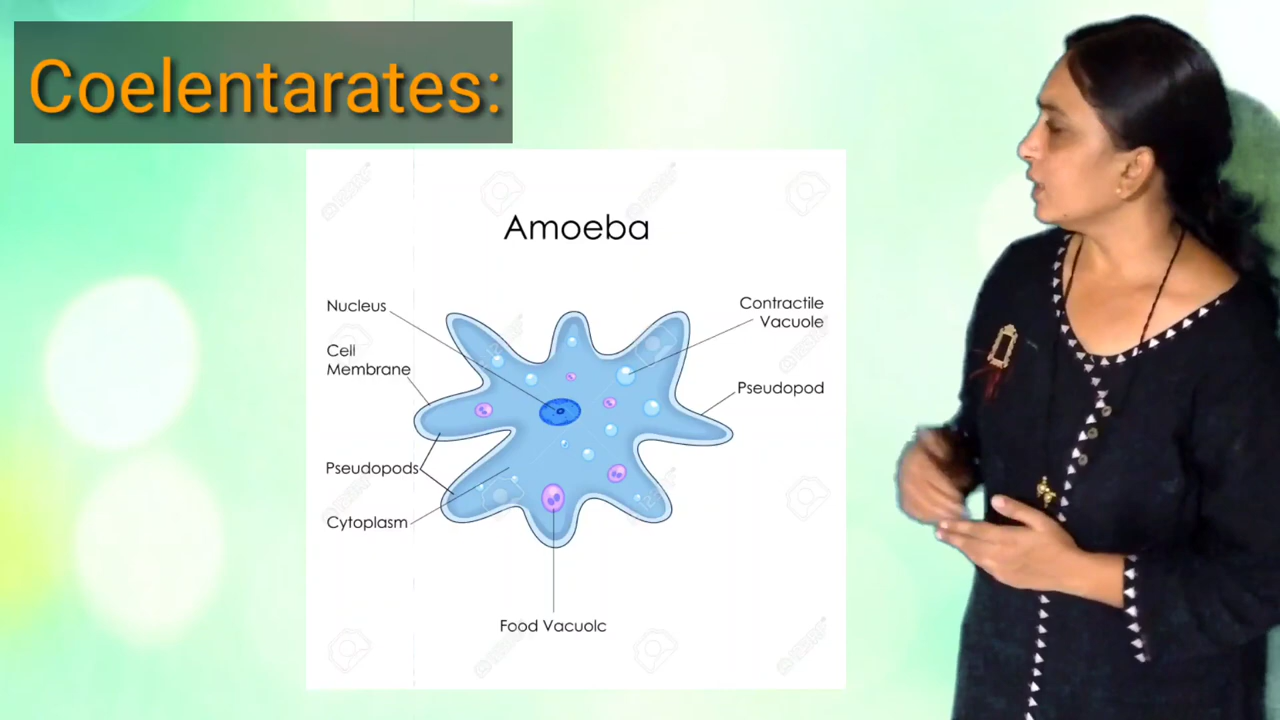 Coelentarates:
Amoeba
Nucleus
Contractile
Vacuole
Cell
Membrane
Pseudopod
Pseudopods
Cytoplasm
Food Vacuolc